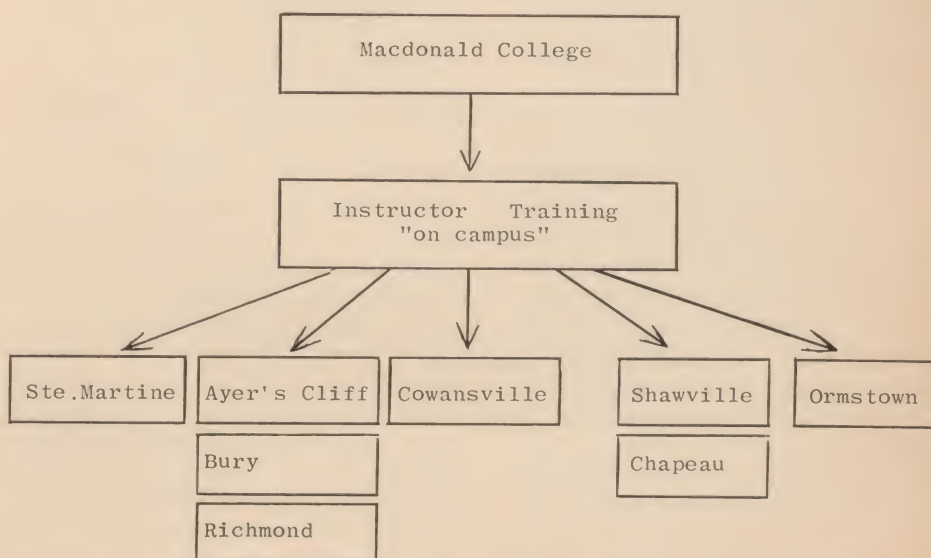 Macdonald College
Instructor Training
"on campus"
Ste.Martine
Ayer's Cliff
Cowansville
Shawville
Ormstown
Bury
Chapeau
Richmond